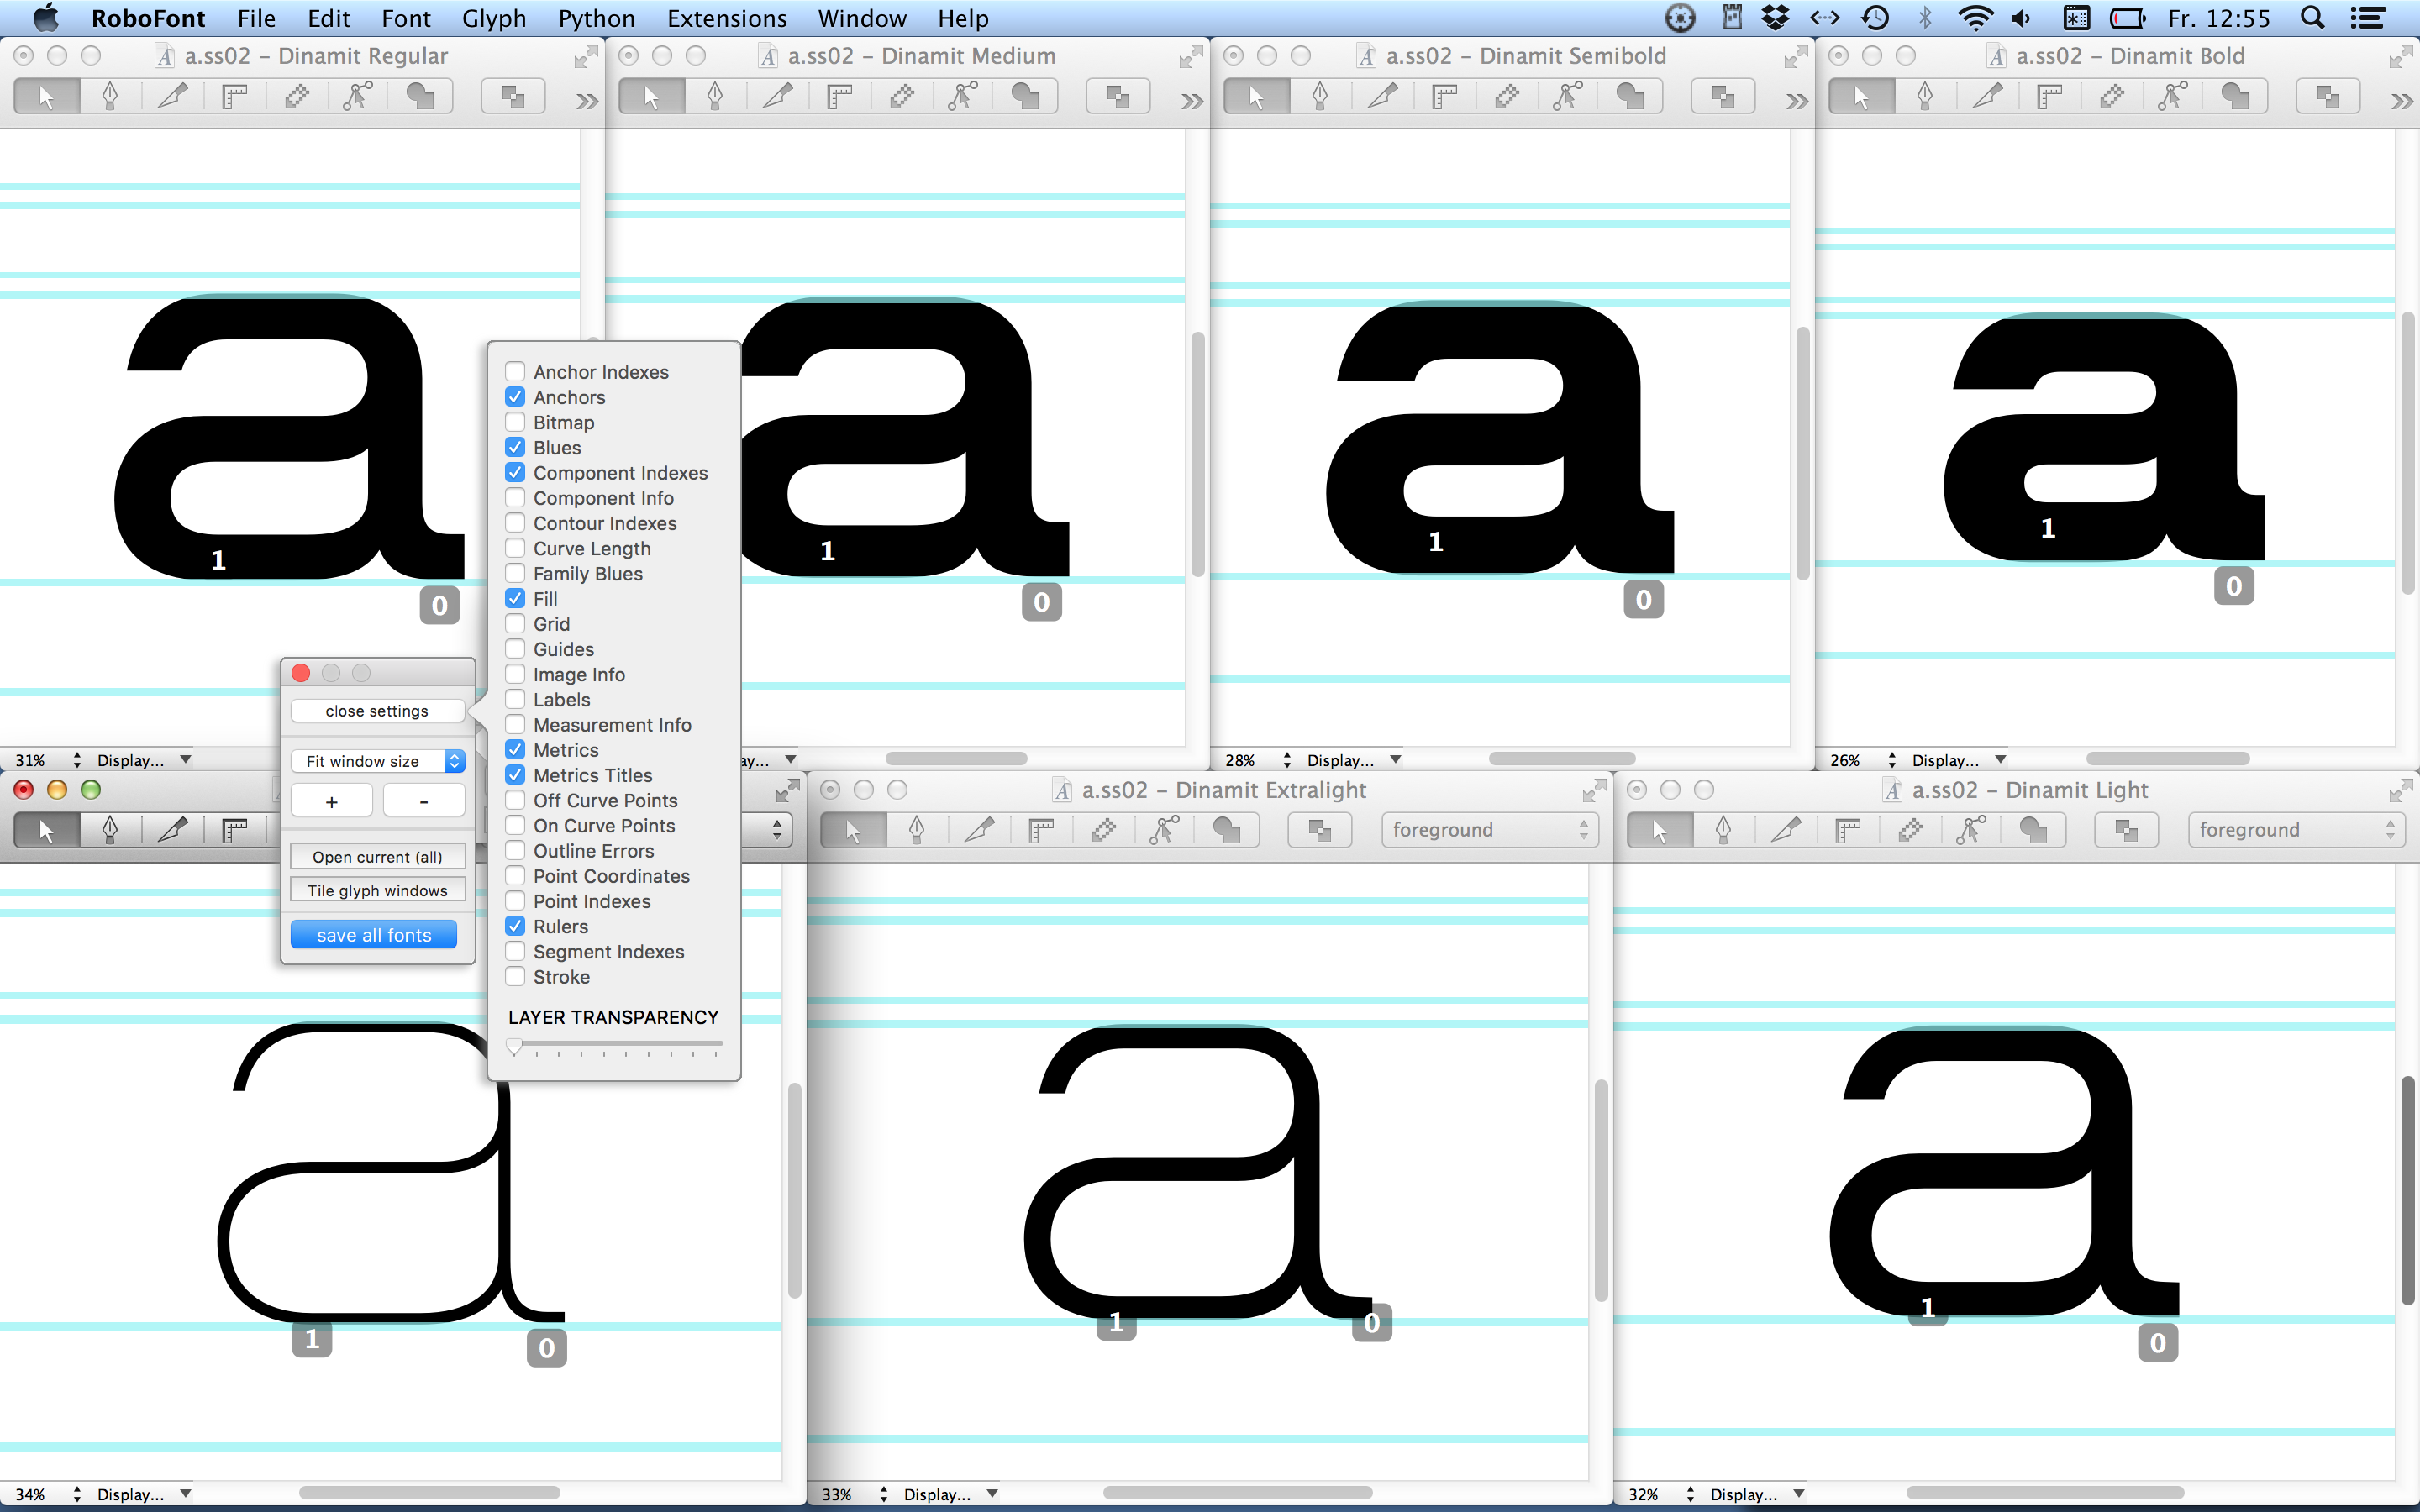 RoboFont File Edit Font Glyph Python Extensions Window Help Fr. 12:55
a.ss02 – Dinamit Regular
a.ss02 – Dinamit Medium
a.ss02 – Dinamit Semibold
a.ss02 – Dinamit Bold
a
a
a
a
1
0
1
0
1
0
1
0
Anchor Indexes
Anchors
Bitmap
Blues
Component Indexes
Component Info
Contour Indexes
Curve Length
Family Blues
Fill
Grid
Guides
Image Info
Labels
Measurement Info
Metrics
Metrics Titles
Off Curve Points
On Curve Points
Outline Errors
Point Coordinates
Point Indexes
Rulers
Segment Indexes
Stroke
LAYER TRANSPARENCY
close settings
Fit window size
+ -
Open current (all)
Tile glyph windows
save all fonts
31% Display...
ay...
28% Display...
26% Display...
a.ss02 – Dinamit Extralight
a.ss02 – Dinamit Light
foreground
foreground
a
a
a
1
0
1
0
1
0
34% Display...
33% Display...
32% Display...